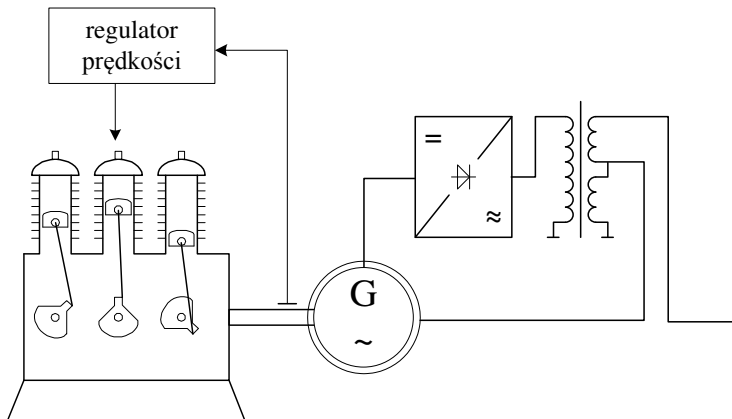 regulator
prędkości
=
≈
G
~